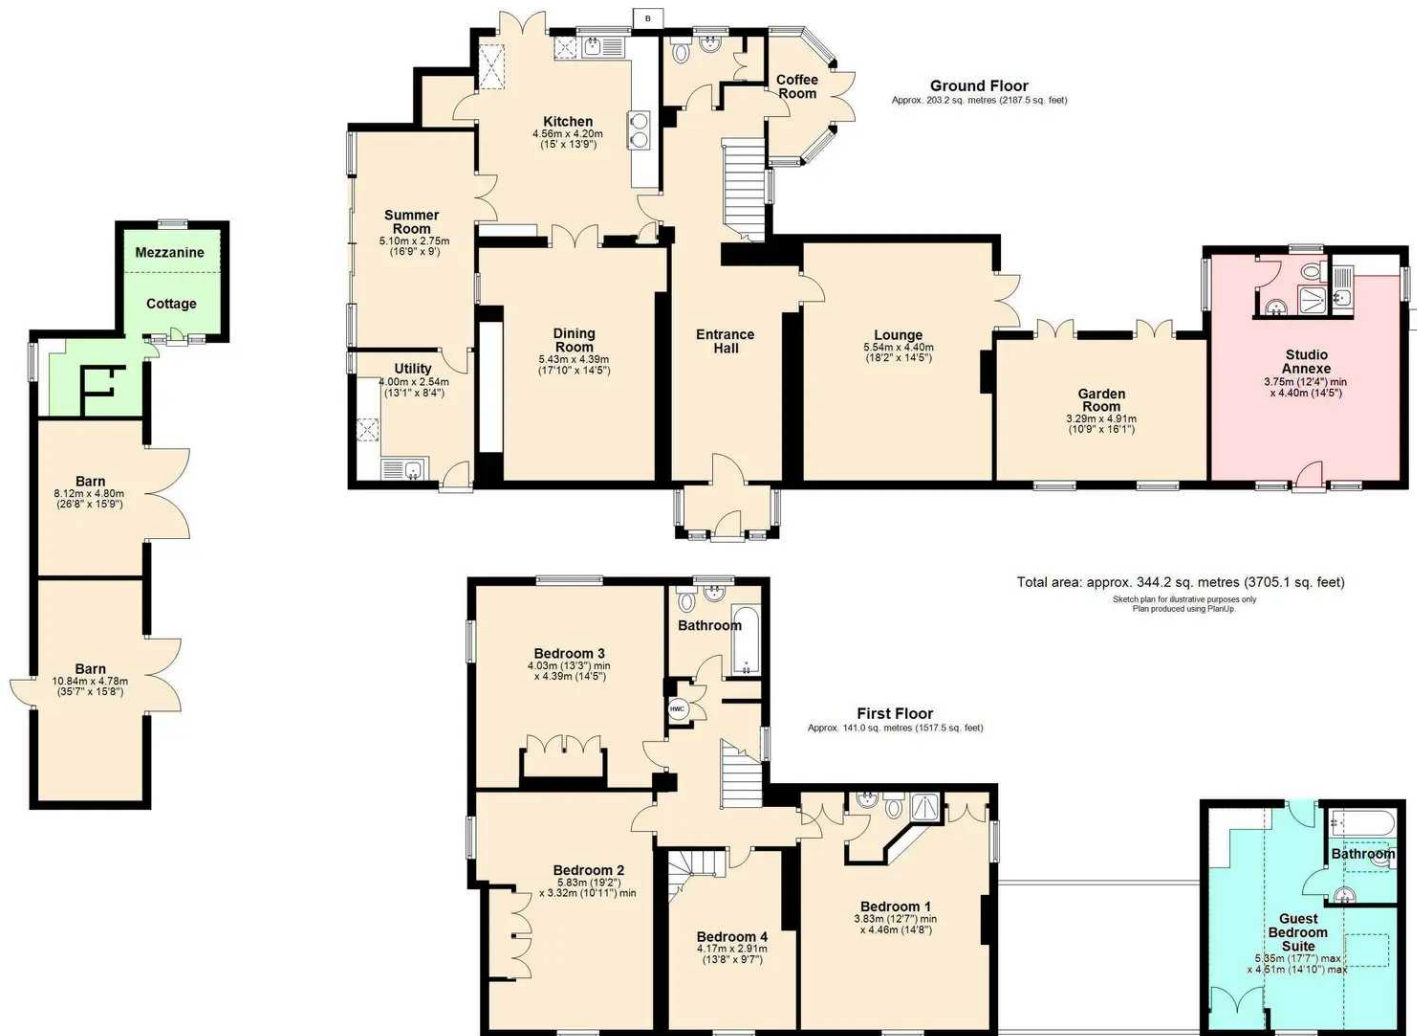 B
Ground Floor
Approx. 203.2 sq. metres (2187.5 sq. feet)
Coffee
Room
Kitchen
4.56m x 4.20m
(15' x 13'9")
Summer
Room
5.10m x 2.75m
(16'9" x 9')
Mezzanine
Cottage
Dining
Room
5.43m x 4.39m
(17'10" x 14'5")
Entrance
Hall
Lounge
5.54m x 4.40m
(18'2" x 14'5")
Studio
Annexe
3.75m (12'4") min
x 4.40m (14'5")
Utility
4.00m x 2.54m
(13'1" x 8'4")
Garden
Room
3.29m x 4.91m
(10'9" x 16'1")
Barn
8.12m x 4.80m
(26'8" x 15'9")
Barn
10.84m x 4.78m
(35'7" x 15'8")
Total area: approx. 344.2 sq. metres (3705.1 sq. feet)
Sketch plan for illustrative purposes only
Plan produced using PlanUp.
Bathroom
Bedroom 3
4.03m (13'3") min
x 4.39m (14'5")
HWC
First Floor
Approx. 141.0 sq. metres (1517.5 sq. feet)
Bedroom 2
5.83m (19'2")
x 3.32m (10'11") min
Bedroom 4
4.17m x 2.91m
(13'8" x 9'7")
Bedroom 1
3.83m (12'7") min
x 4.46m (14'8")
Bathroom
Guest
Bedroom
Suite
5.35m (17'7") max
x 4.51m (14'10") max